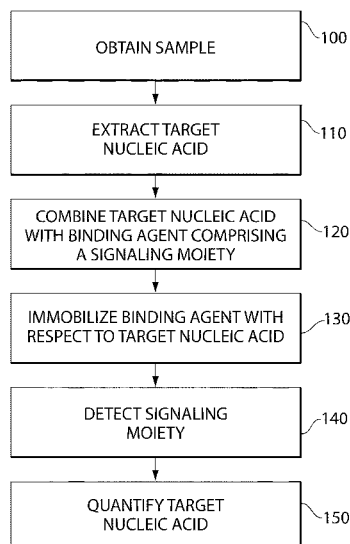 OBTAIN SAMPLE
100
EXTRACT TARGET
NUCLEIC ACID
110
COMBINE TARGET NUCLEIC ACID
WITH BINDING AGENT COMPRISING
A SIGNALING MOIETY
120
IMMOBILIZE BINDING AGENT WITH
RESPECT TO TARGET NUCLEIC ACID
130
DETECT SIGNALING
MOIETY
140
QUANTIFY TARGET
NUCLEIC ACID
150